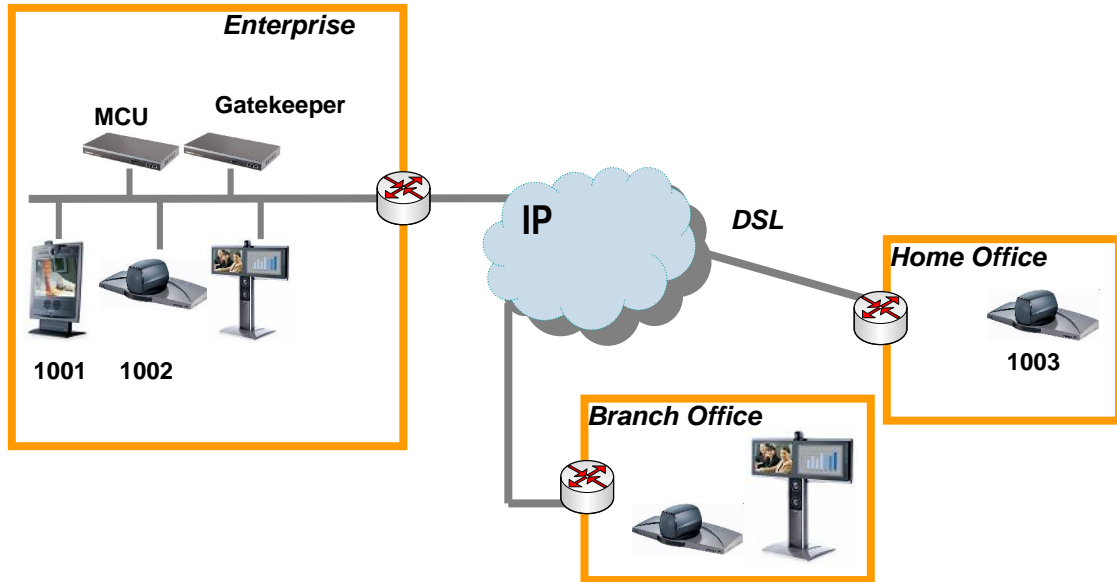 Enterprise
MCU
Gatekeeper
IP
DSL
Home Office
1001
1002
1003
Branch Office